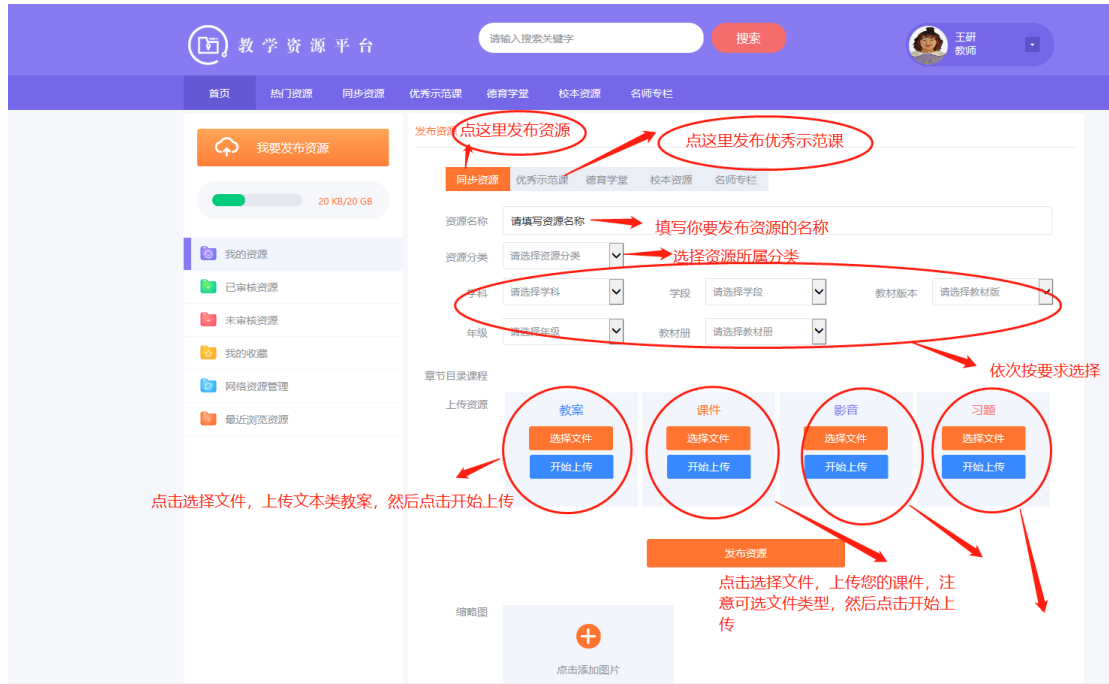 教学资源平台
请输入搜索关键字
搜索
王研
教师
首页 热门资源 同步资源 优秀示范课 德育学堂 校本资源 名师专栏
我要发布资源
20 KB/20 GB
我的资源
已审核资源
未审核资源
我的收藏
网络资源管理
最近浏览资源
发布资源
点这里发布资源
点这里发布优秀示范课
同步资源 优秀示范课 德育学堂 校本资源 名师专栏
资源名称 请填写资源名称
填写你要发布资源的名称
资源分类 请选择资源分类
选择资源所属分类
学科 请选择学科 学段 请选择学段 教材版本 请选择教材版
年级 请选择年级 教材册 请选择教材册
依次按要求选择
章节目录课程
上传资源
教案 课件 影音 习题
选择文件 选择文件 选择文件 选择文件
开始上传 开始上传 开始上传 开始上传
点击选择文件，上传文本类教案，然后点击开始上传
发布资源
点击选择文件，上传您的课件，注
意可选文件类型，然后点击开始上
传
缩略图
点击添加图片